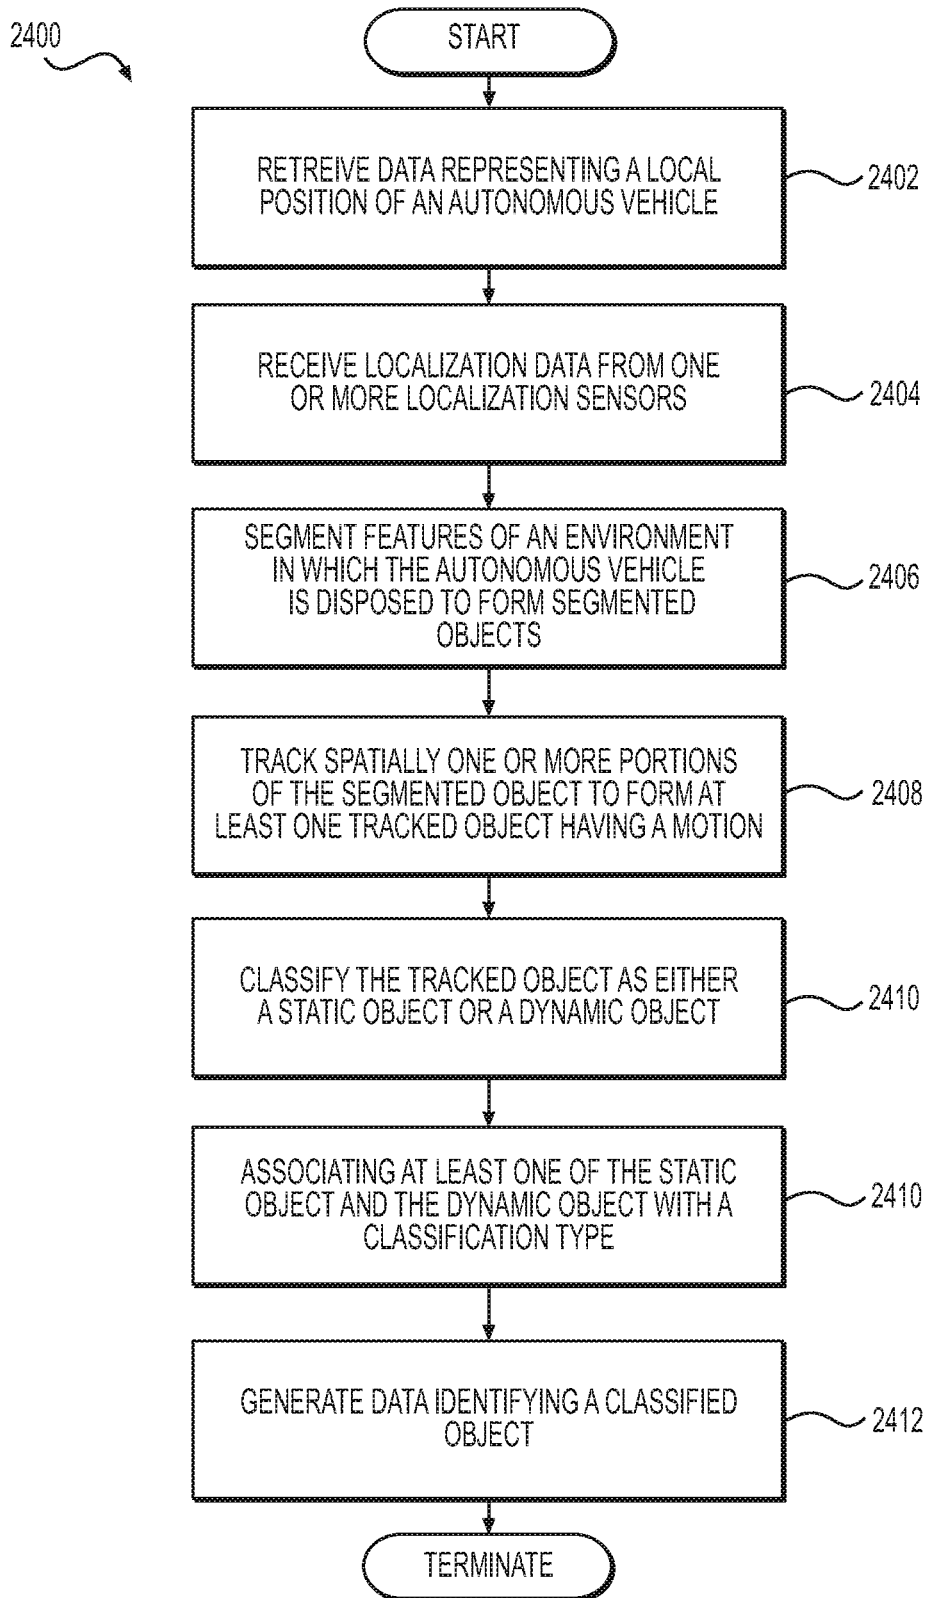 2400
START
RETREIVE DATA REPRESENTING A LOCAL
POSITION OF AN AUTONOMOUS VEHICLE
2402
RECEIVE LOCALIZATION DATA FROM ONE
OR MORE LOCALIZATION SENSORS
2404
SEGMENT FEATURES OF AN ENVIRONMENT
IN WHICH THE AUTONOMOUS VEHICLE
IS DISPOSED TO FORM SEGMENTED
OBJECTS
2406
TRACK SPATIALLY ONE OR MORE PORTIONS
OF THE SEGMENTED OBJECT TO FORM AT
LEAST ONE TRACKED OBJECT HAVING A MOTION
2408
CLASSIFY THE TRACKED OBJECT AS EITHER
A STATIC OBJECT OR A DYNAMIC OBJECT
2410
ASSOCIATING AT LEAST ONE OF THE STATIC
OBJECT AND THE DYNAMIC OBJECT WITH A
CLASSIFICATION TYPE
2410
GENERATE DATA IDENTIFYING A CLASSIFIED
OBJECT
2412
TERMINATE